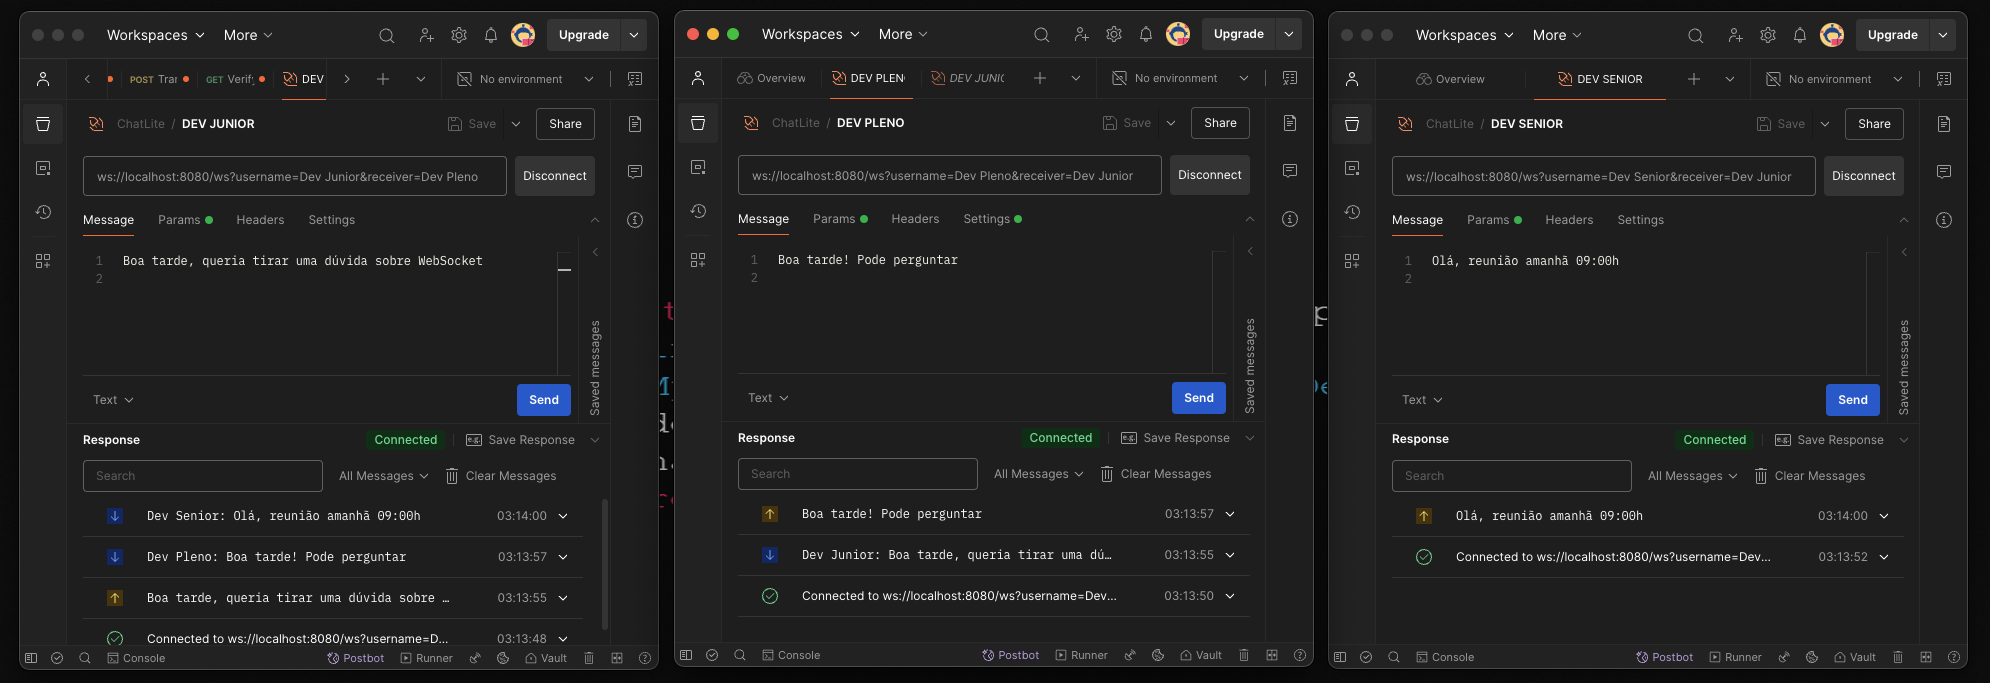 Workspaces More Upgrade
POST Trar GET Verify DEV No environment
ChatLite / DEV JUNIOR Save Share
ws://localhost:8080/ws?username=Dev Junior&receiver=Dev Pleno Disconnect
Message Params Headers Settings
1 Boa tarde, queria tirar uma dúvida sobre WebSocket
2
Saved messages
Text Send
Response Connected e.g. Save Response
Search All Messages Clear Messages
Dev Senior: Olá, reunião amanhã 09:00h 03:14:00
Dev Pleno: Boa tarde! Pode perguntar 03:13:57
Boa tarde, queria tirar uma dúvida sobre … 03:13:55
Connected to ws://localhost:8080/ws?username=D... 03:13:48
Console Postbot Runner Vault
Workspaces More Upgrade
Overview DEV PLEN DEV JUNIO No environment
ChatLite / DEV PLENO Save Share
ws://localhost:8080/ws?username=Dev Pleno&receiver=Dev Junior Disconnect
Message Params Headers Settings
1 Boa tarde! Pode perguntar
2
Saved messages
Text Send
Response Connected e.g. Save Response
Search All Messages Clear Messages
Boa tarde! Pode perguntar 03:13:57
Dev Junior: Boa tarde, queria tirar uma dú… 03:13:55
Connected to ws://localhost:8080/ws?username=Dev... 03:13:50
Console Postbot Runner Vault
Workspaces More Upgrade
Overview DEV SENIOR No environment
ChatLite / DEV SENIOR Save Share
ws://localhost:8080/ws?username=Dev Senior&receiver=Dev Junior Disconnect
Message Params Headers Settings
1 Olá, reunião amanhã 09:00h
2
Saved messages
Text Send
Response Connected e.g. Save Response
Search All Messages Clear Messages
Olá, reunião amanhã 09:00h 03:14:00
Connected to ws://localhost:8080/ws?username=Dev... 03:13:52
Console Postbot Runner Vault